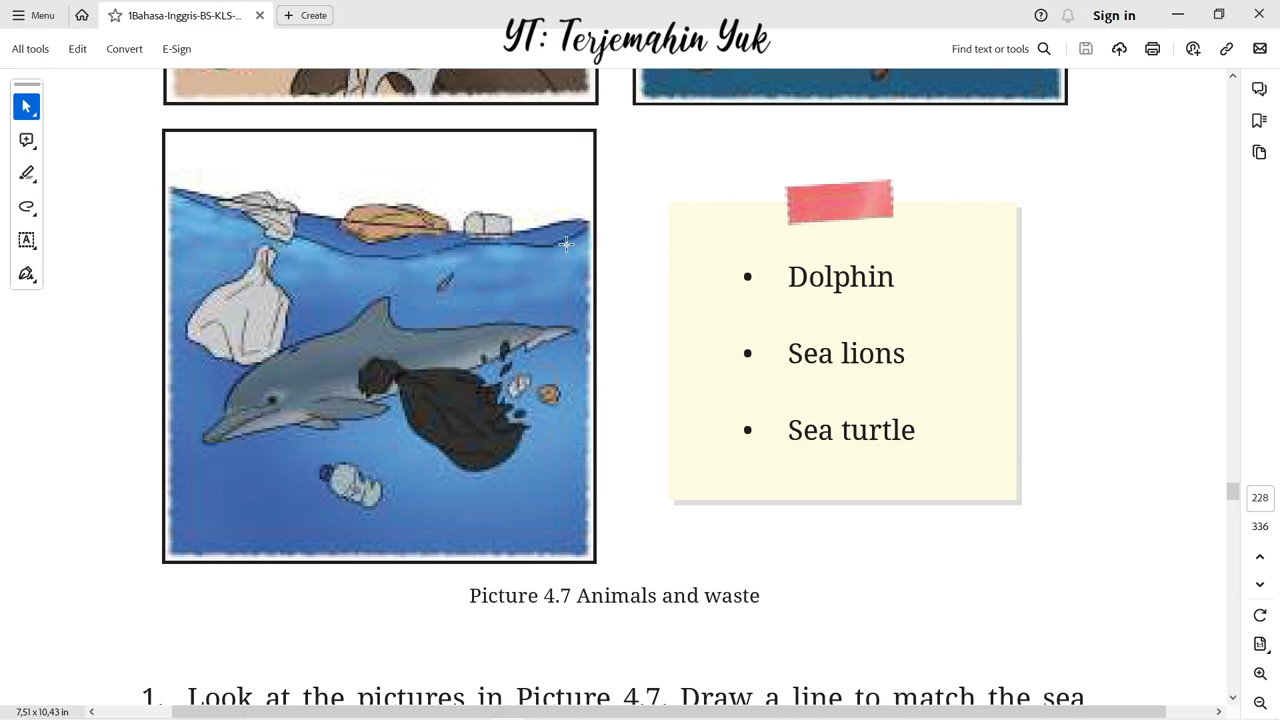 Menu
1Bahasa-Inggris-BS-KLS-...
Create
Sign in
All tools
Edit
Convert
E-Sign
YT: Terjemahin Yuk
Find text or tools
• Dolphin
• Sea lions
• Sea turtle
Picture 4.7 Animals and waste
1. Look at the pictures in Picture 4.7. Draw a line to match the sea
228
336
7,51 x 10,43 in